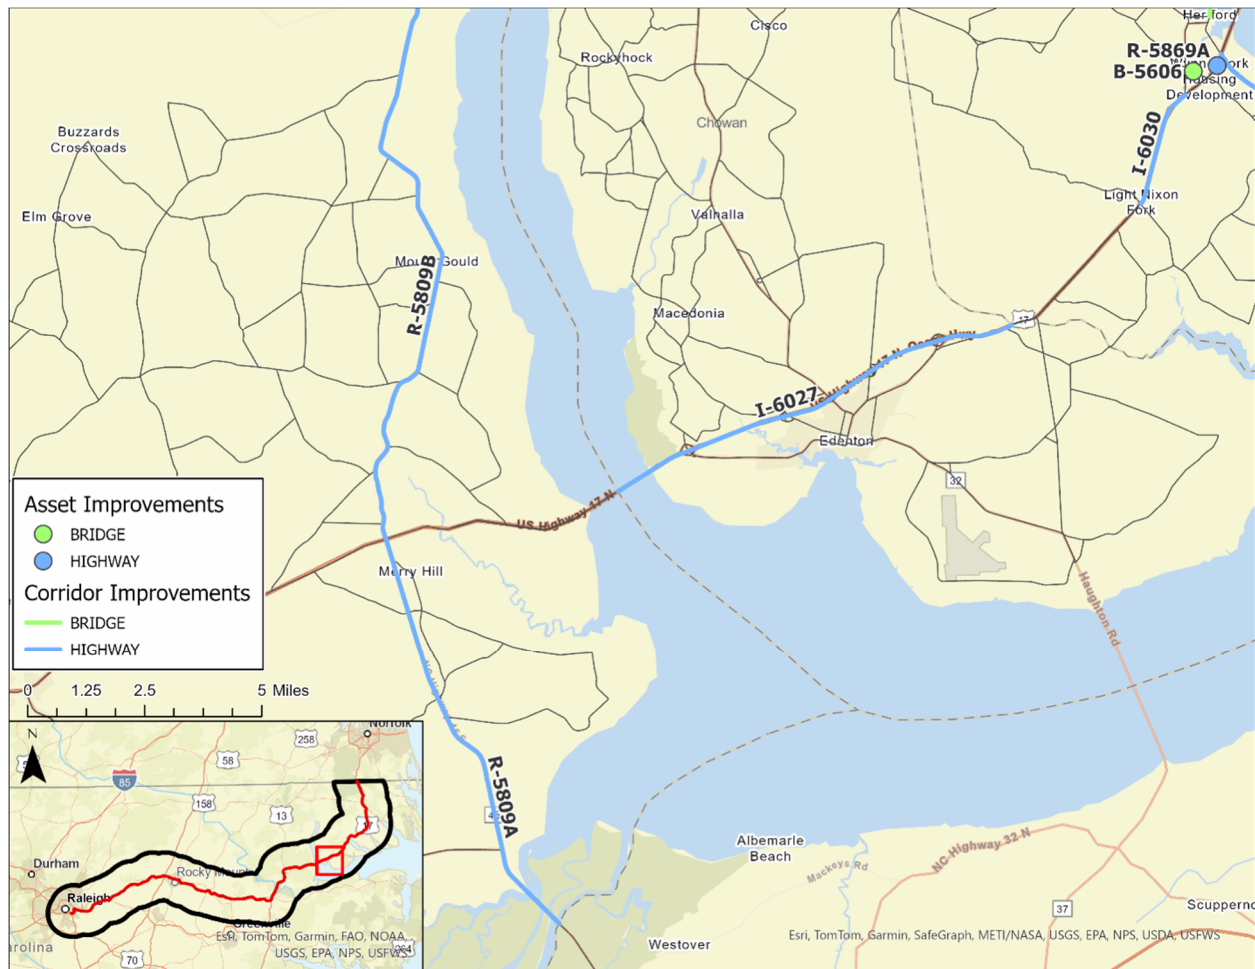 Hertford
Cisco
R-5869A
Rockyhock
B-5606
Housing
Development
Chowan
Buzzards
Crossroads
I-6030
Light Nixon
Fork
Elm Grove
Valhalla
Gould
R-5809B
Macedonia
17
I-6027
Edenton
32
Asset Improvements
BRIDGE
HIGHWAY
Corridor Improvements
BRIDGE
HIGHWAY
US Highway 17 N
Merry Hill
Haughton Rd
0 1.25 2.5 5 Miles
R-5809A
N
Norfolk
258
58
85
158
13
17
Durham
Rocky Mount
Raleigh
Greenville
arolina
70
264
Esri, TomTom, Garmin, FAO, NOAA,
USGS, EPA, NPS, USFWS
Albemarle
Beach
Mackeys Rd
NC Highway 32 N
37
Scuppernc
Westover
Esri, TomTom, Garmin, SafeGraph, METI/NASA, USGS, EPA, NPS, USDA, USFWS